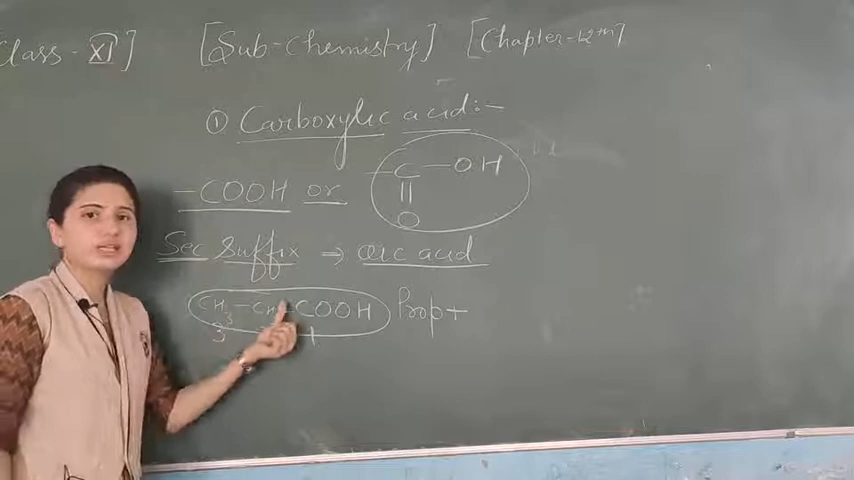 Class - XI] [Sub-Chemistry] [Chapter-12th]
① Carboxylic acid:-
-COOH or -C-OH
||
O
Sec Suffix ⇒ oic acid
CH3-CH -COOH Prop+
3 1